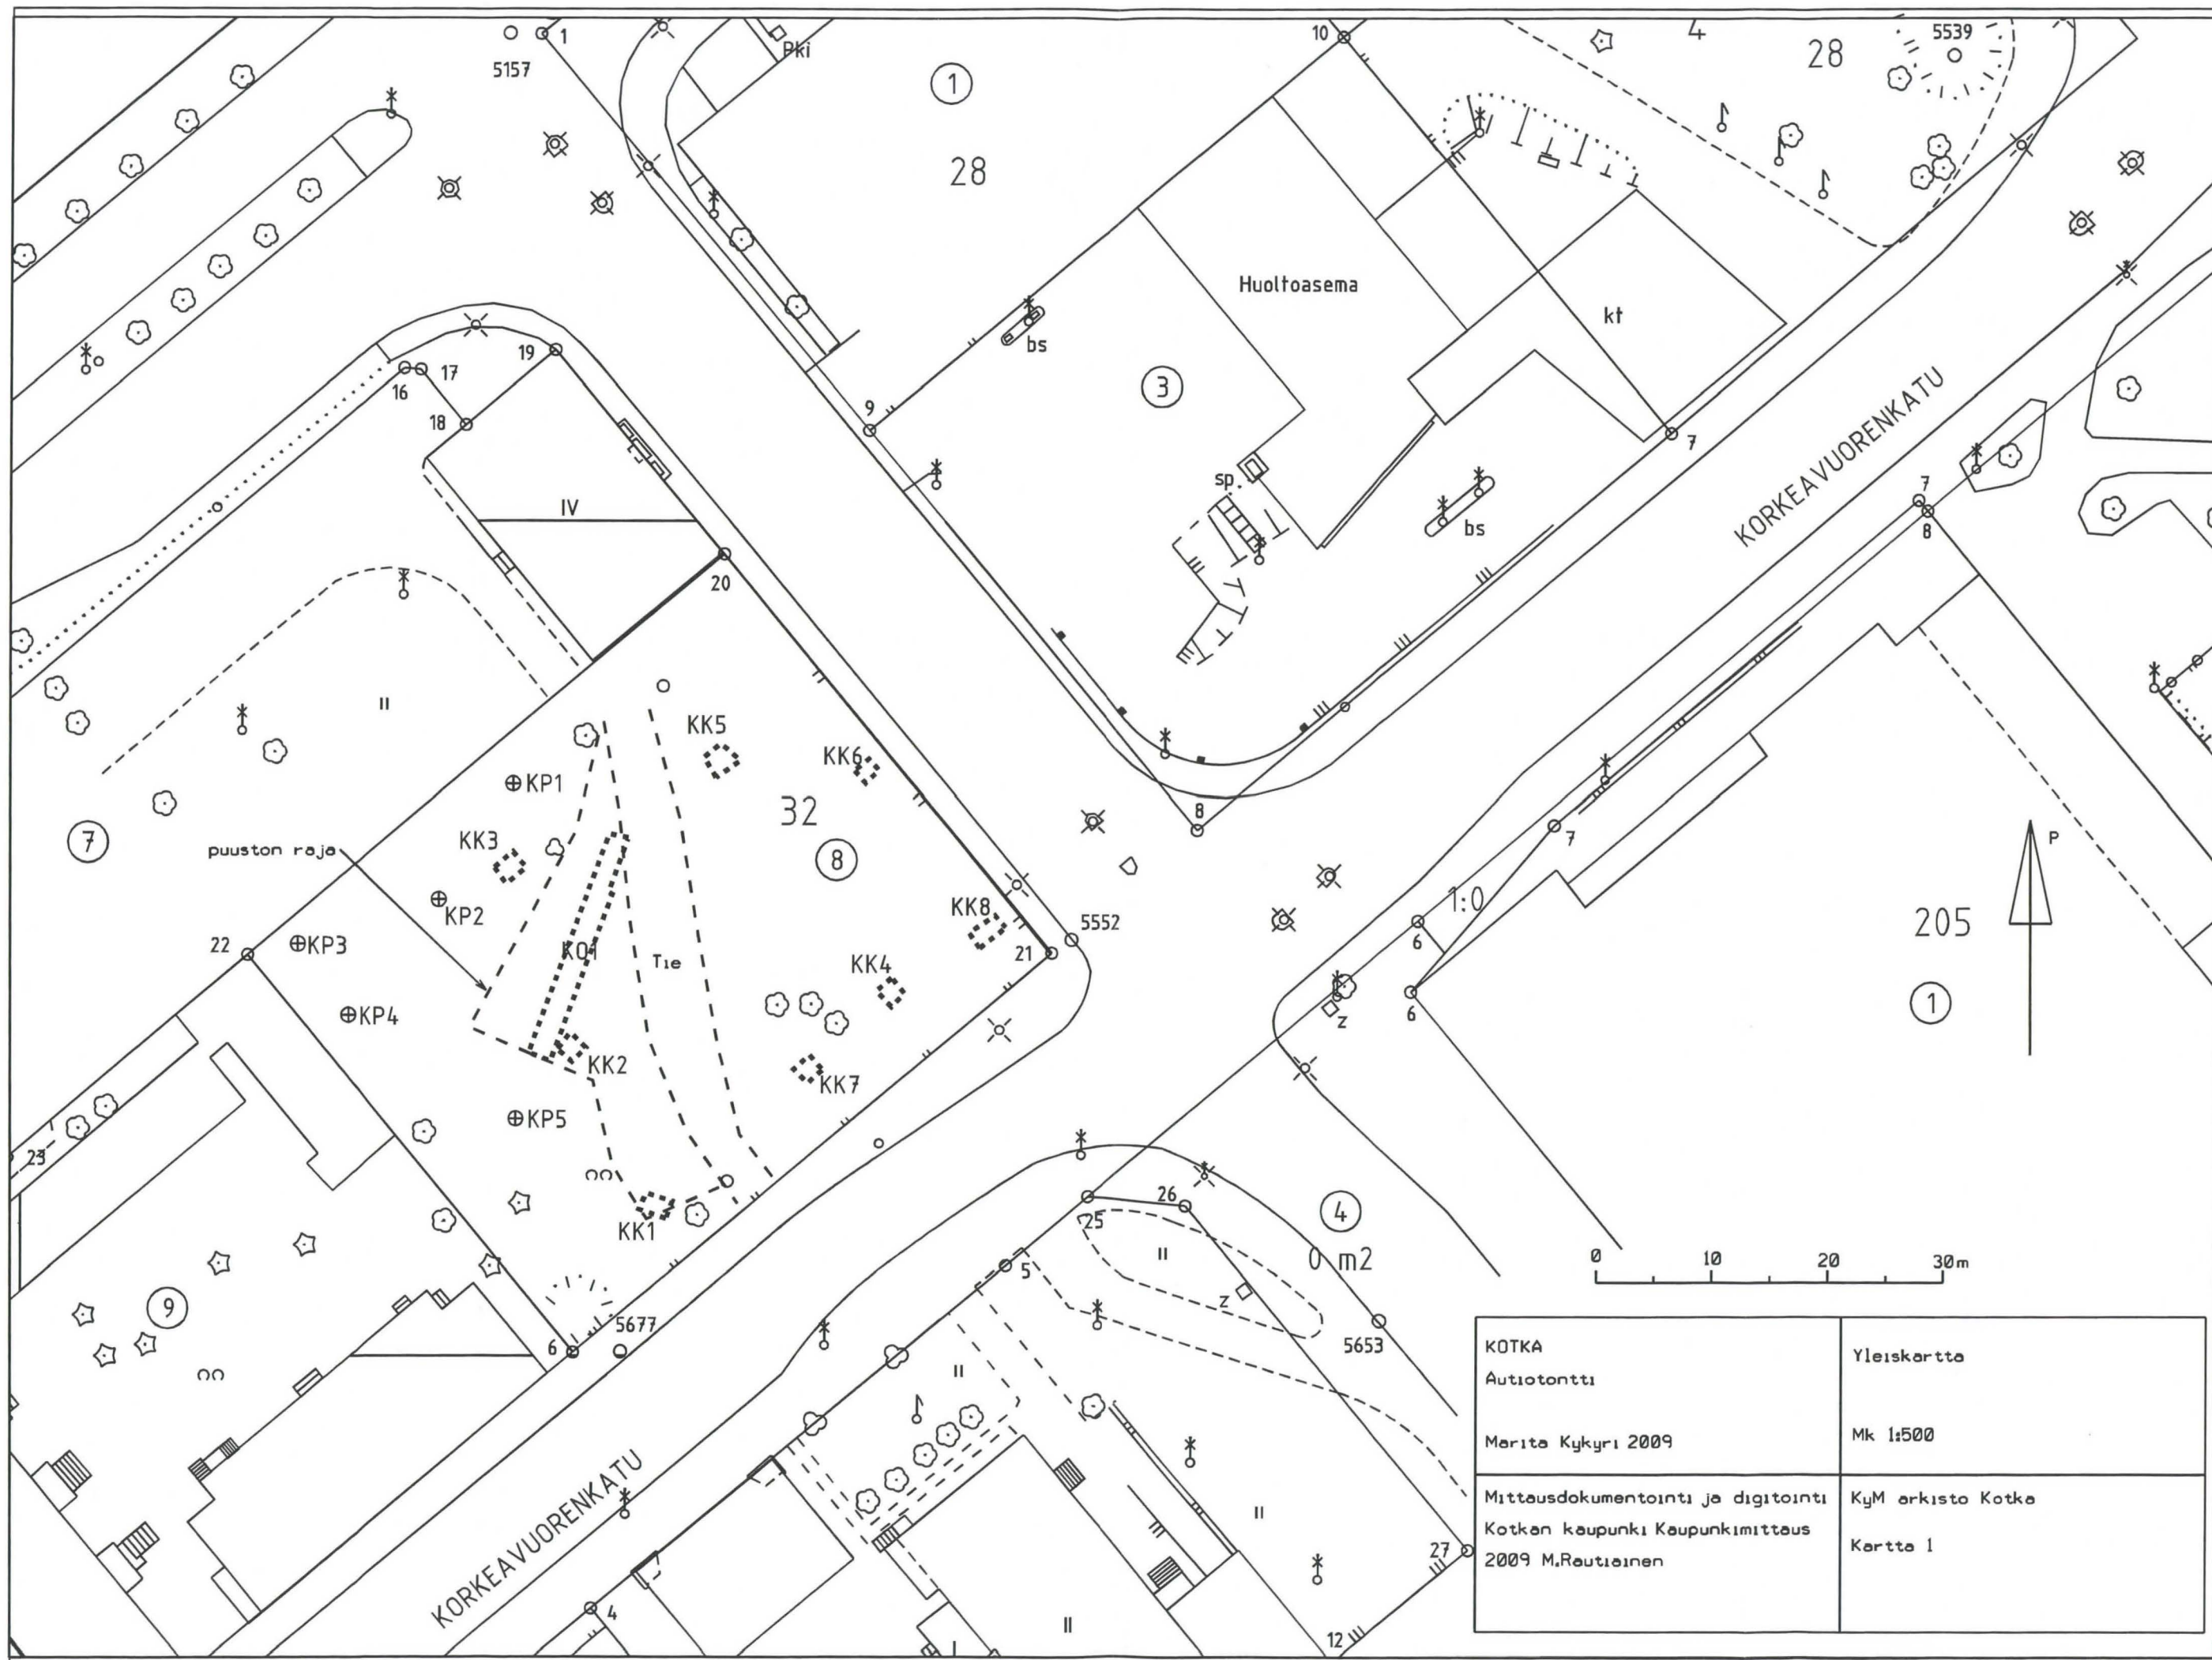 1
5157
Pki
1
28
10
4
28
5539
Huoltoasema
kt
bs
3
9
19
17
16
18
IV
20
sp.
bs
7
KORKEAVUORENKATU
7
8
II
KK5
KK6
KP1
32
8
KK3
puuston raja
7
KP2
22
KP3
KO1
Tie
KK8
5552
21
KK4
KP4
KK2
KK7
KP5
KK1
23
9
6
5677
8
7
1:0
6
6
z
205
1
P
26
25
4
0 m2
II
5
z
5653
II
II
27
12
II
I
4
KORKEAVUORENKATU
0 10 20 30m
KOTKA
Autiotontti
Marita Kykyri 2009
Yleiskartta
Mk 1:500
Mittausdokumentointi ja digitointi
Kotkan kaupunki Kaupunkimittaus
2009 M.Rautiainen
KyM arkisto Kotka
Kartta 1